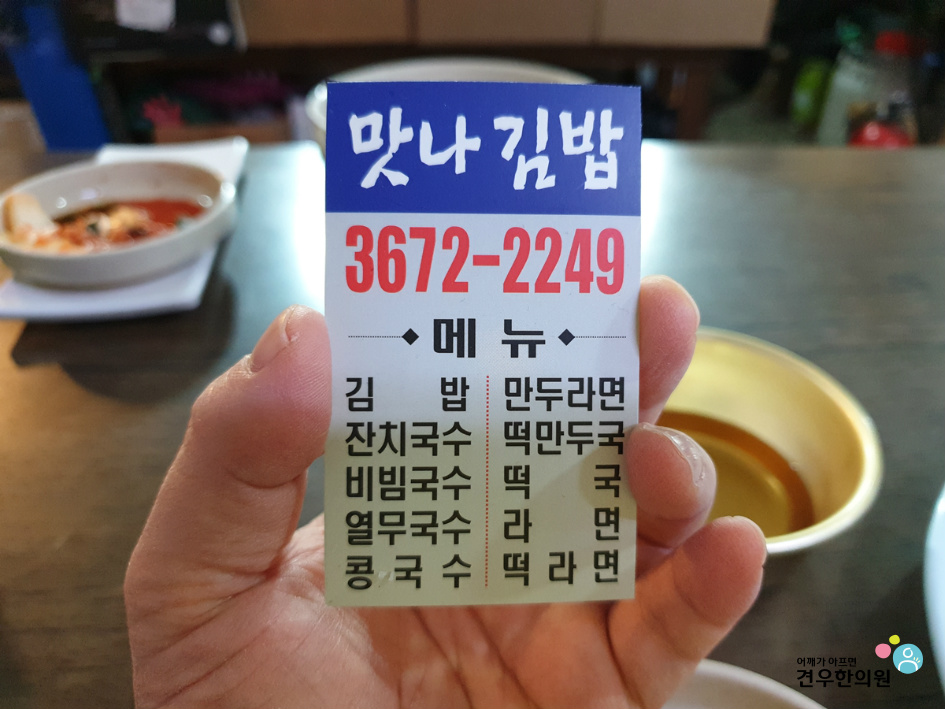 맛나김밥
3672-2249
메뉴
김밥
잔치국수
비빔국수
열무국수
콩국수
만두라면
떡만두국
떡국
라면
떡라면
어깨가 아프면
견우한의원